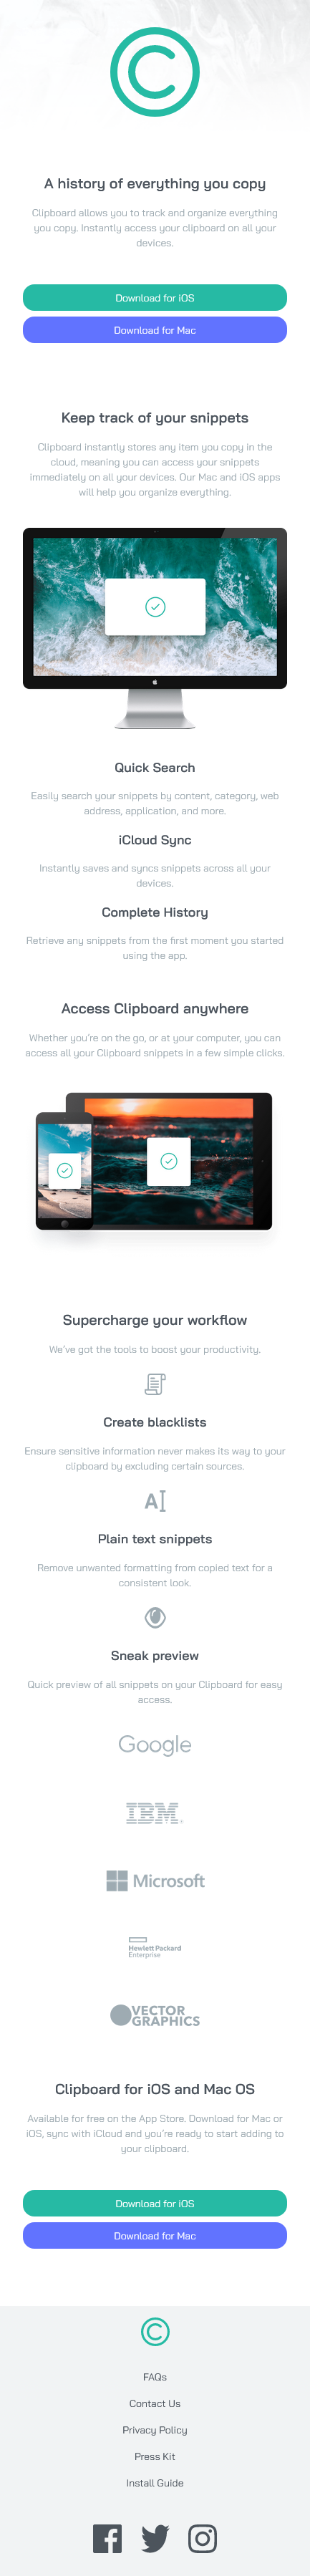 A history of everything you copy
Clipboard allows you to track and organize everything
you copy. Instantly access your clipboard on all your
devices.
Download for iOS
Download for Mac
Keep track of your snippets
Clipboard instantly stores any item you copy in the
cloud, meaning you can access your snippets
immediately on all your devices. Our Mac and iOS apps
will help you organize everything.
Quick Search
Easily search your snippets by content, category, web
address, application, and more.
iCloud Sync
Instantly saves and syncs snippets across all your
devices.
Complete History
Retrieve any snippets from the first moment you started
using the app.
Access Clipboard anywhere
Whether you’re on the go, or at your computer, you can
access all your Clipboard snippets in a few simple clicks.
Supercharge your workflow
We’ve got the tools to boost your productivity.
Create blacklists
Ensure sensitive information never makes its way to your
clipboard by excluding certain sources.
A
Plain text snippets
Remove unwanted formatting from copied text for a
consistent look.
Sneak preview
Quick preview of all snippets on your Clipboard for easy
access.
Google
IBM
Microsoft
Hewlett Packard
Enterprise
VECTOR
GRAPHICS
Clipboard for iOS and Mac OS
Available for free on the App Store. Download for Mac or
iOS, sync with iCloud and you’re ready to start adding to
your clipboard.
Download for iOS
Download for Mac
FAQs
Contact Us
Privacy Policy
Press Kit
Install Guide